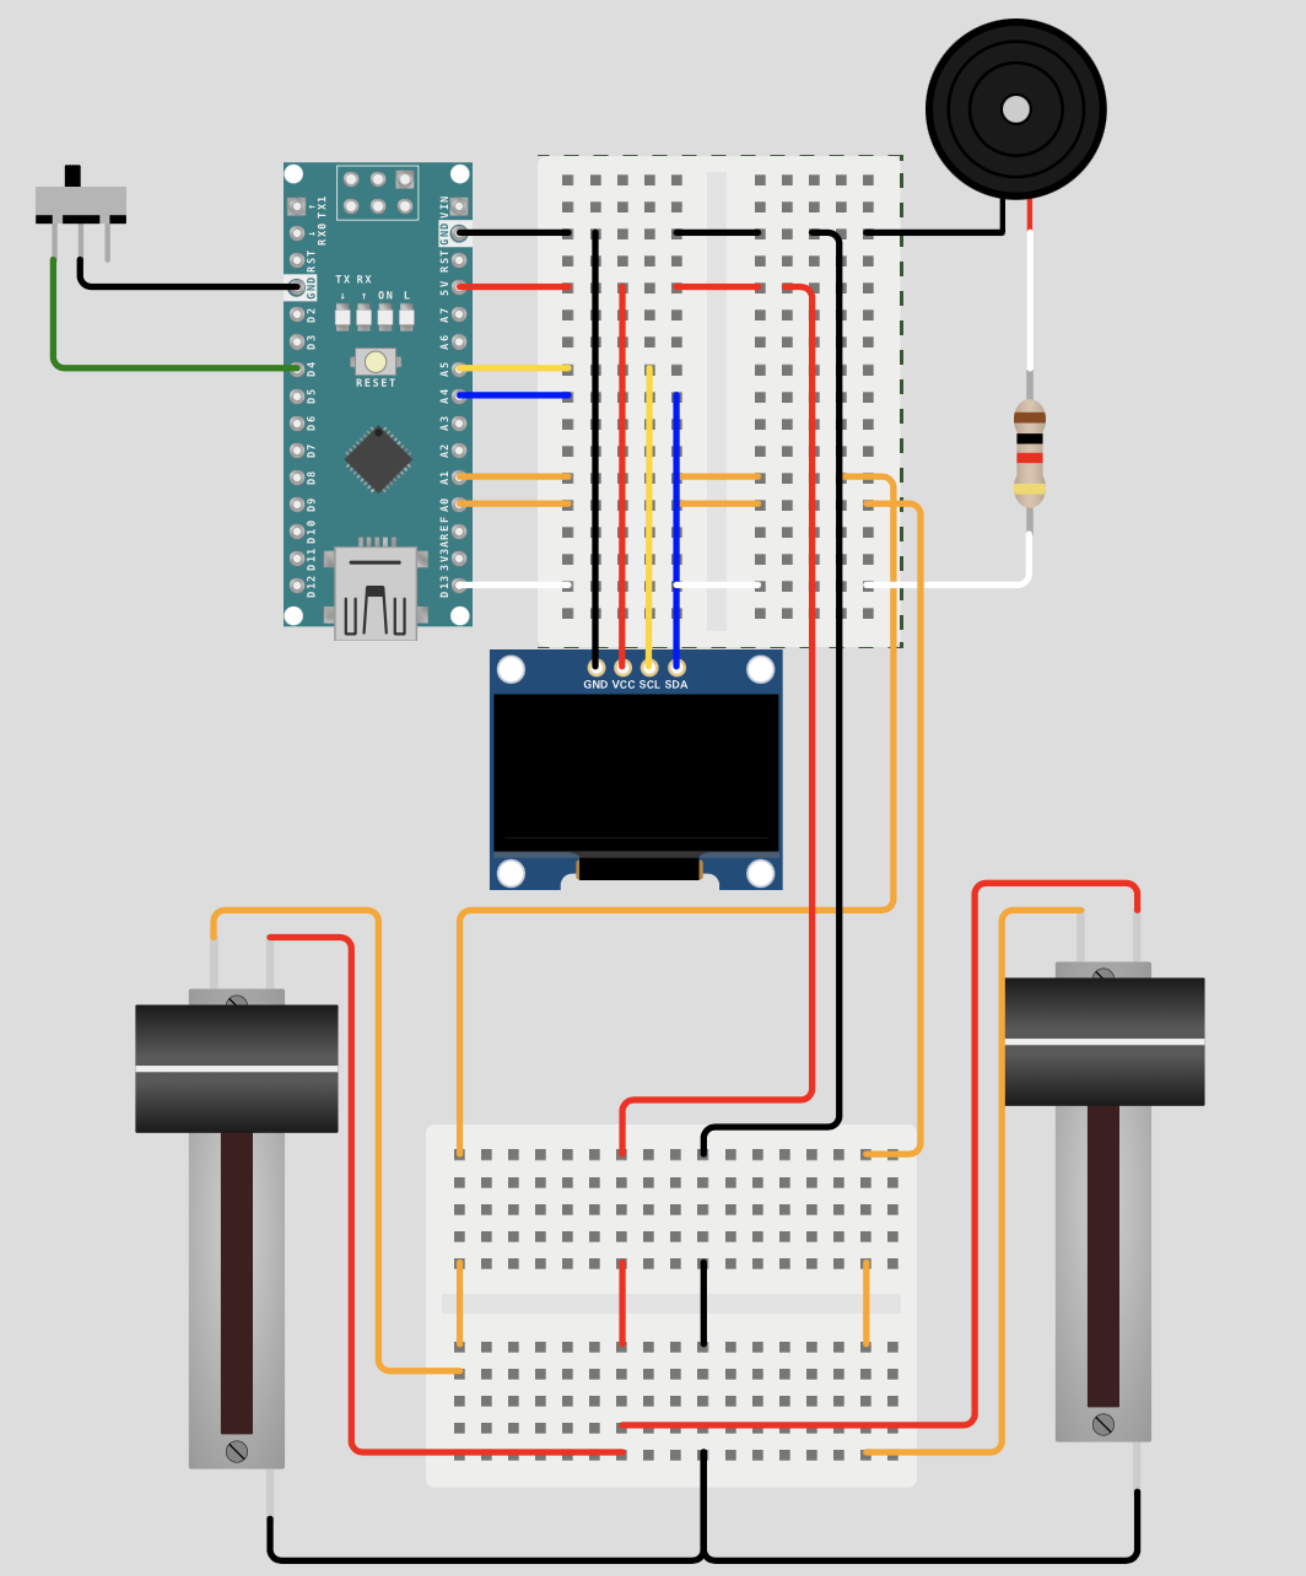 TX1
RX0
RST
GND
D2
D3
D4
D5
D6
D7
D8
D9
D10
D11
D12
TX RX
ON L
RESET
VIN
GND
RST
5V
A7
A6
A5
A4
A3
A2
A1
A0
AREF
3V3
D13
GND VCC SCL SDA